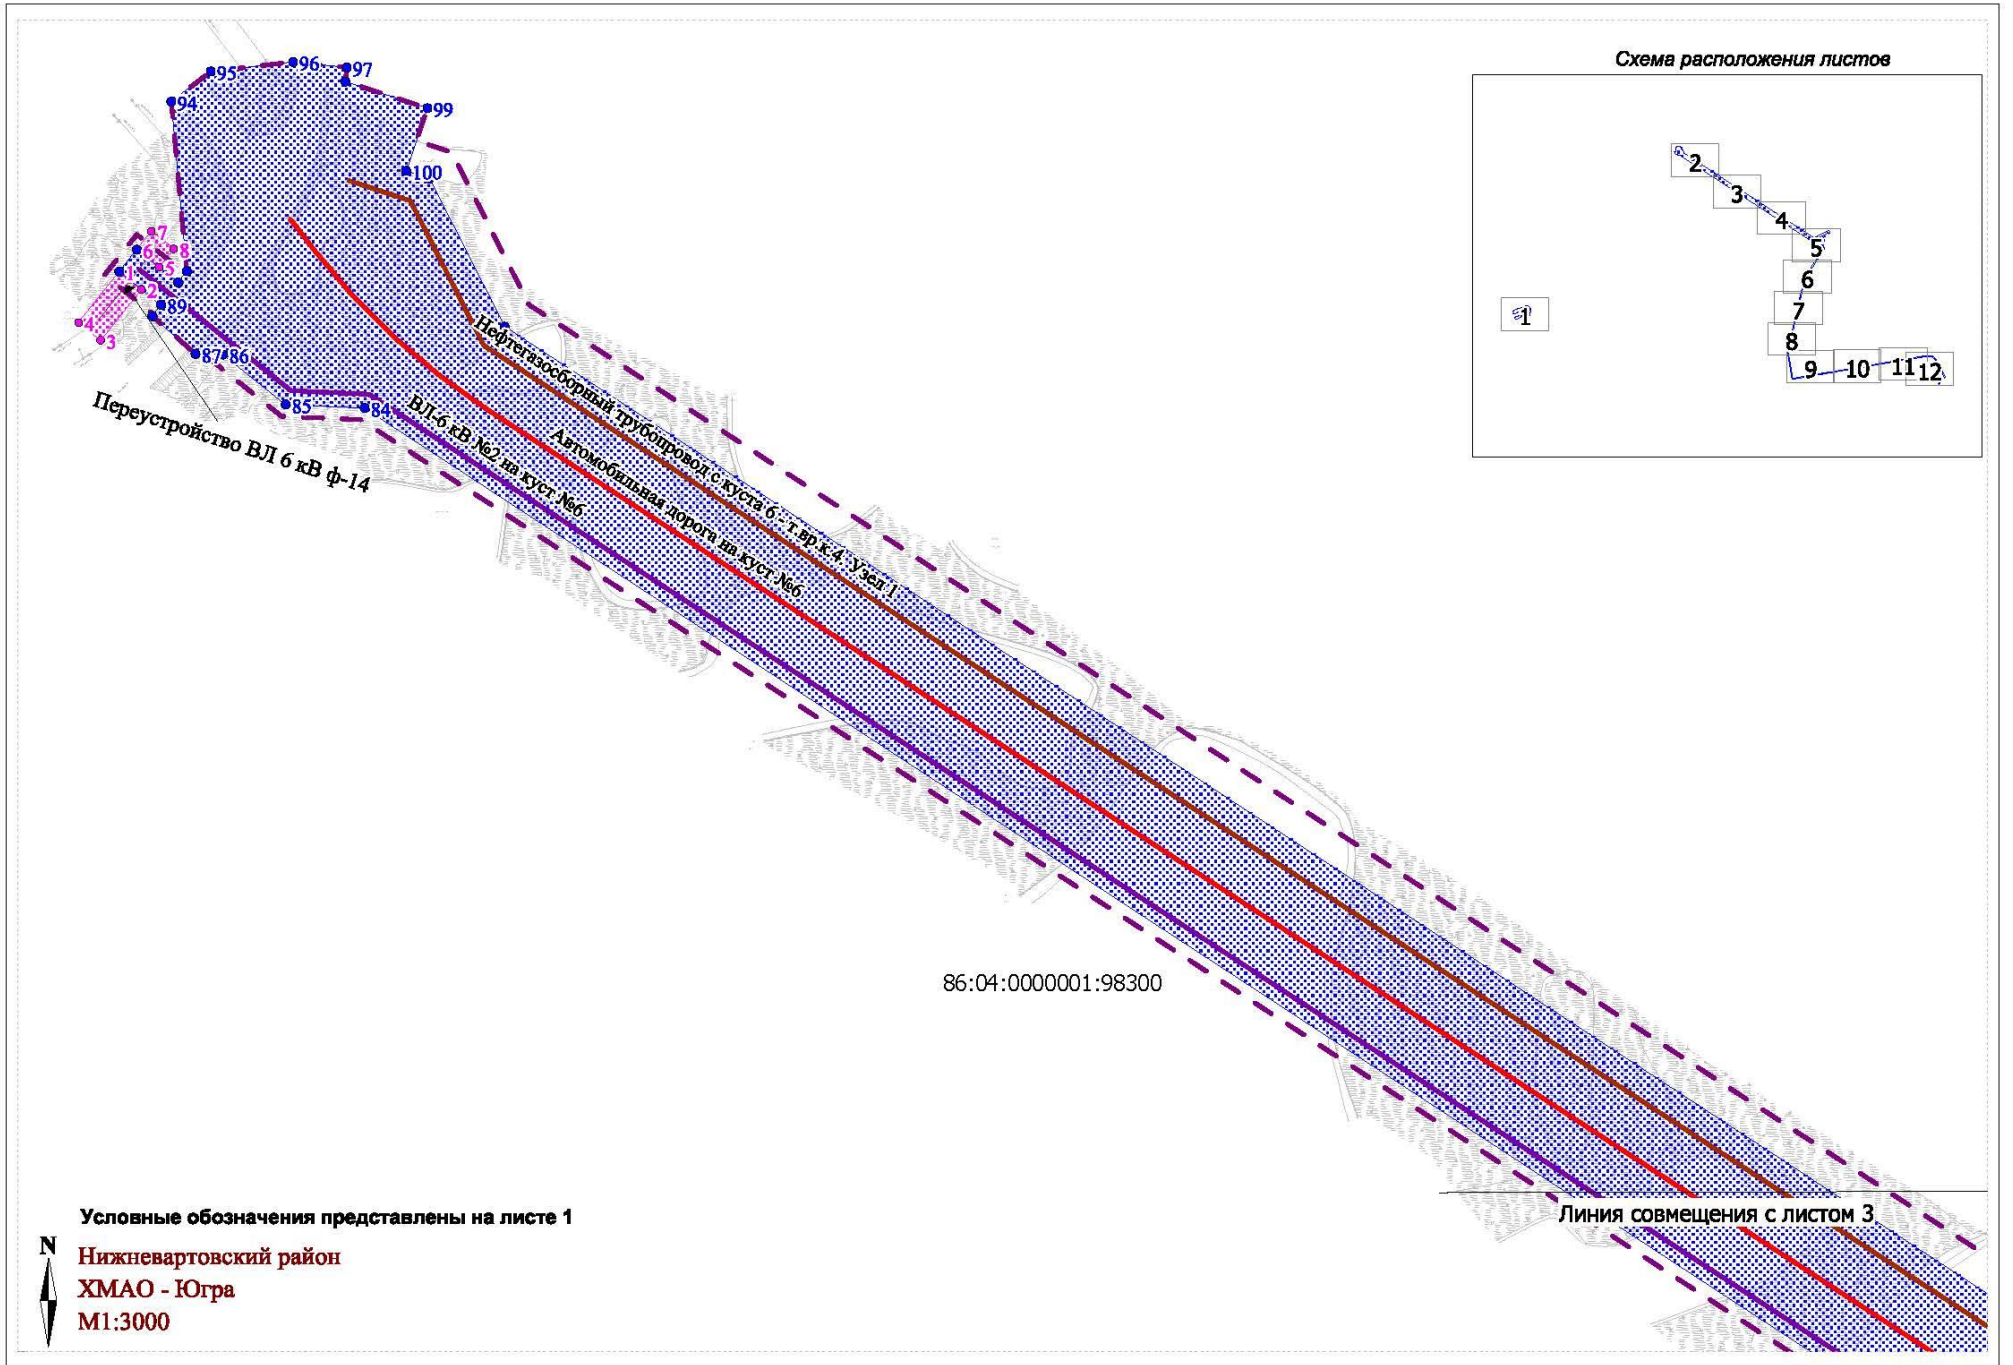 Схема расположения листов
2
3
4
5
6
7
8
9
10
11
12
1
95
96
97
94
99
100
7
6
8
5
1
2
89
4
3
87
86
85
84
Переустройство ВЛ 6 кВ ф-14
Нефтегазосборный трубопровод с куста 6 - т.вр.к.4. Узел 1
Автомобильная дорога на куст №6
ВЛ-6 кВ №2 на куст №6
86:04:0000001:98300
Линия совмещения с листом 3
Условные обозначения представлены на листе 1
N
Нижневартовский район
ХМАО - Югра
М1:3000